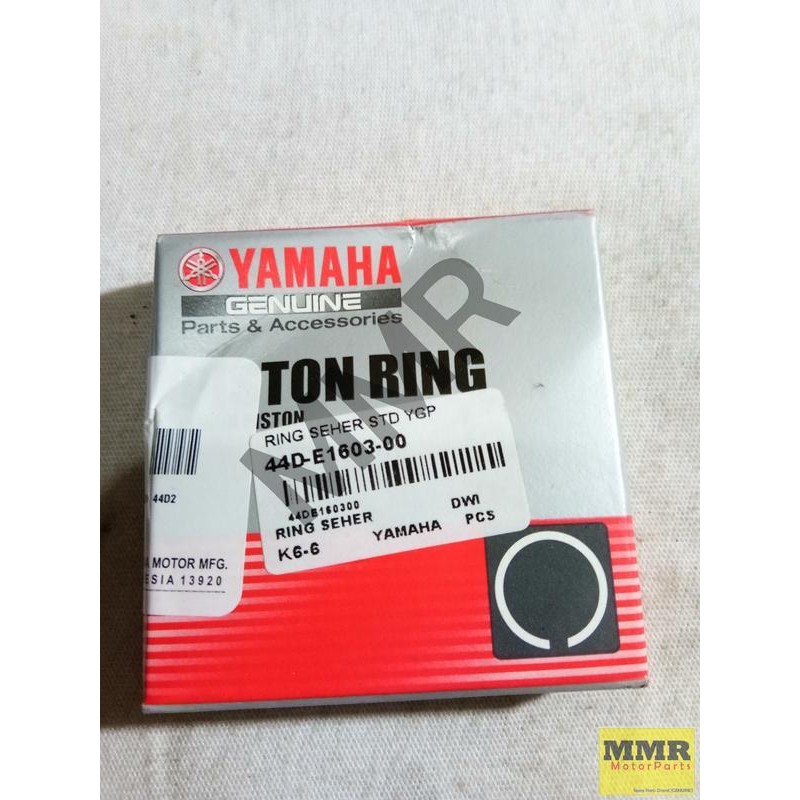 YAMAHA
GENUINE
Parts & Accessories
TON RING
ISTON
RING SEHER STD YGP
44D-E1603-00
44DE160300
RING SEHER DWI
K6-6 YAMAHA PCS
44D2
A MOTOR MFG.
ESIA 13920
MMR
MMR
MotorParts